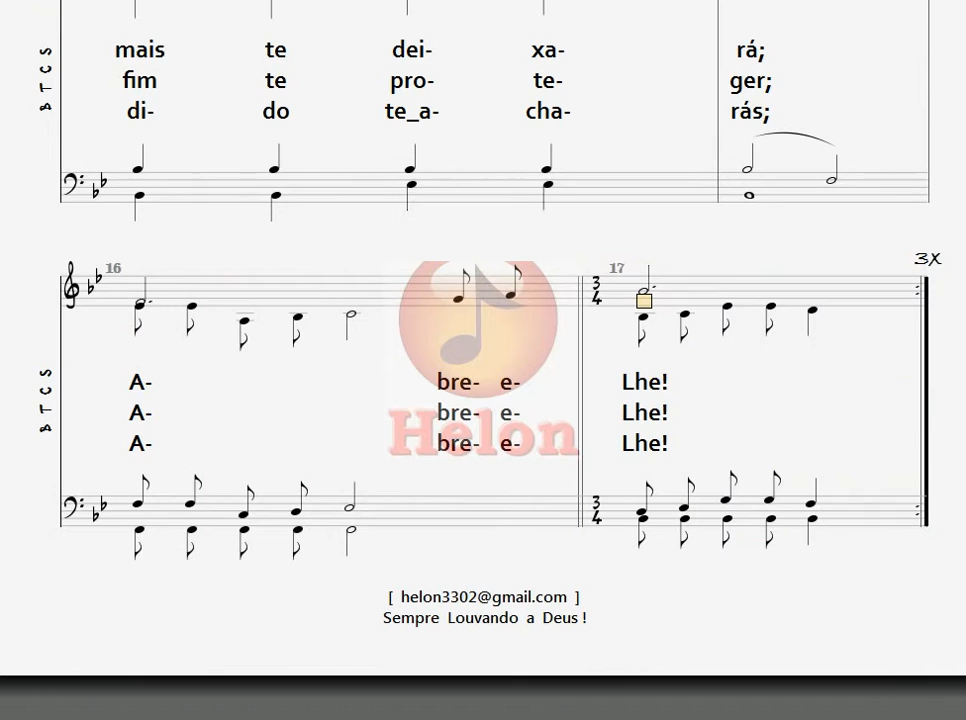 S C T A
mais te dei- xa- rá;
fim te pro- te- ger;
di- do te_a- cha- rás;
16 17 3X
3 4
S C T A
A- bre- e- Lhe!
A- bre- e- Lhe!
A- bre- e- Lhe!
Helon
3 4
[ helon3302@gmail.com ]
Sempre Louvando a Deus !